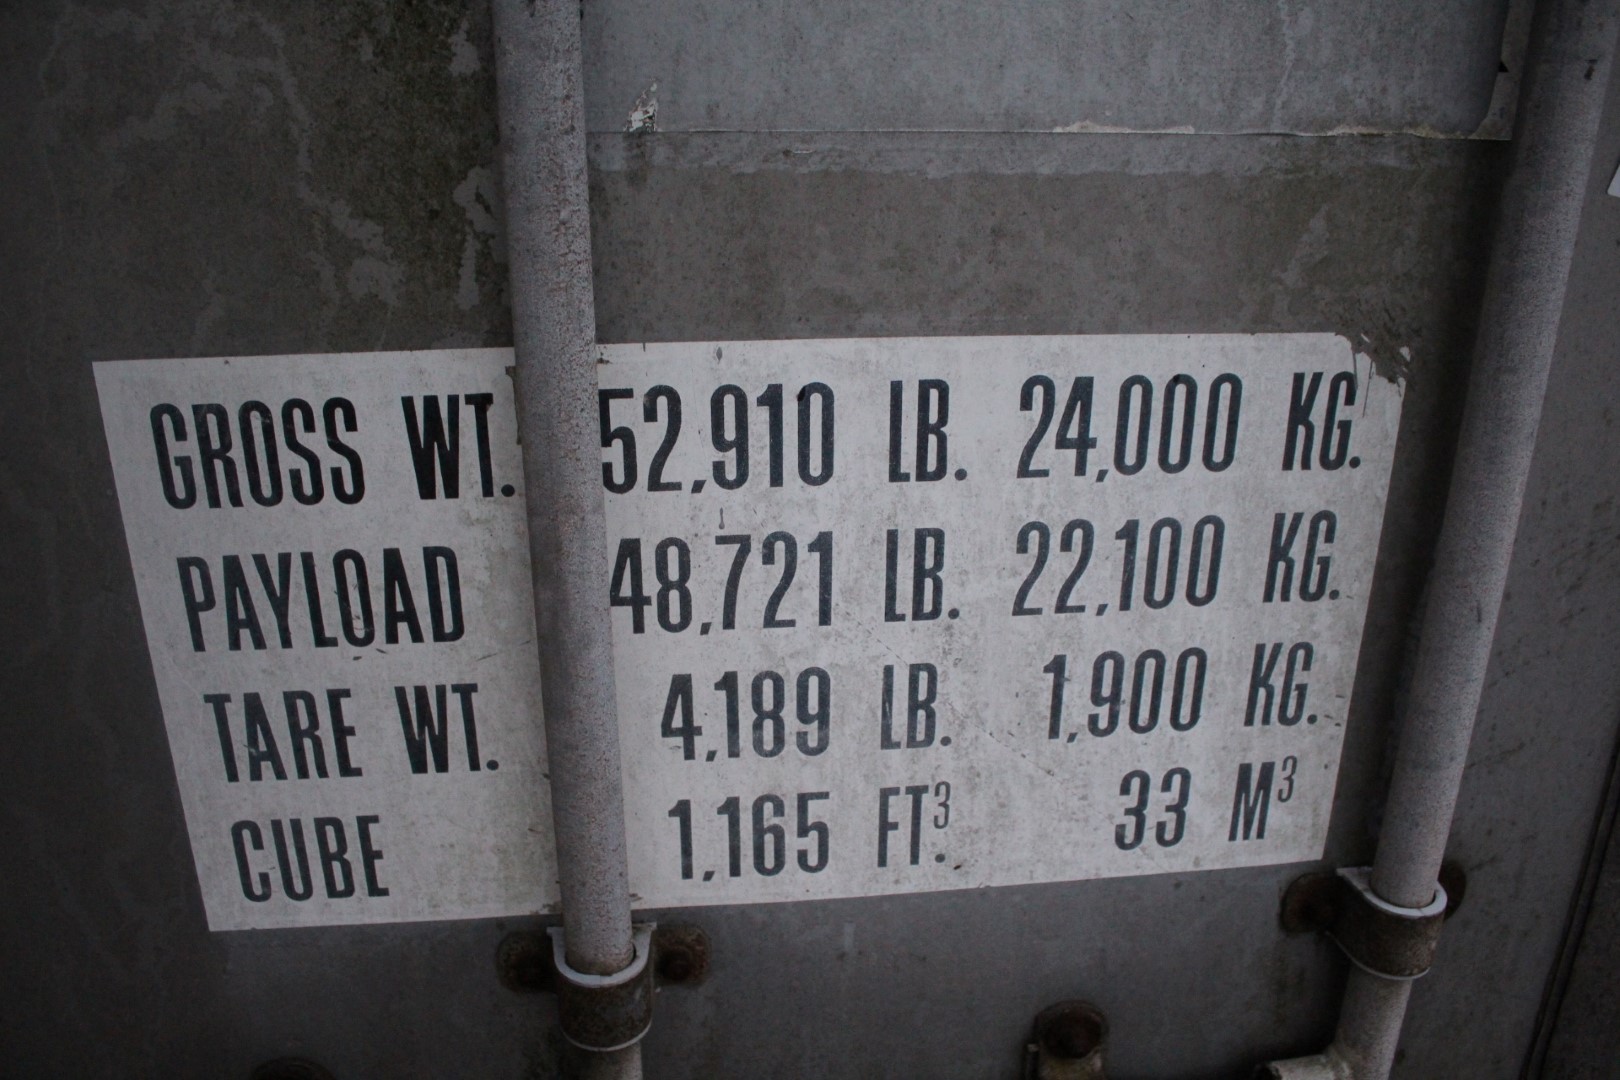 GROSS WT. 52,910 LB. 24,000 KG.
PAYLOAD 48,721 LB. 22,100 KG.
TARE WT. 4,189 LB. 1,900 KG.
CUBE 1,165 FT³. 33 M³